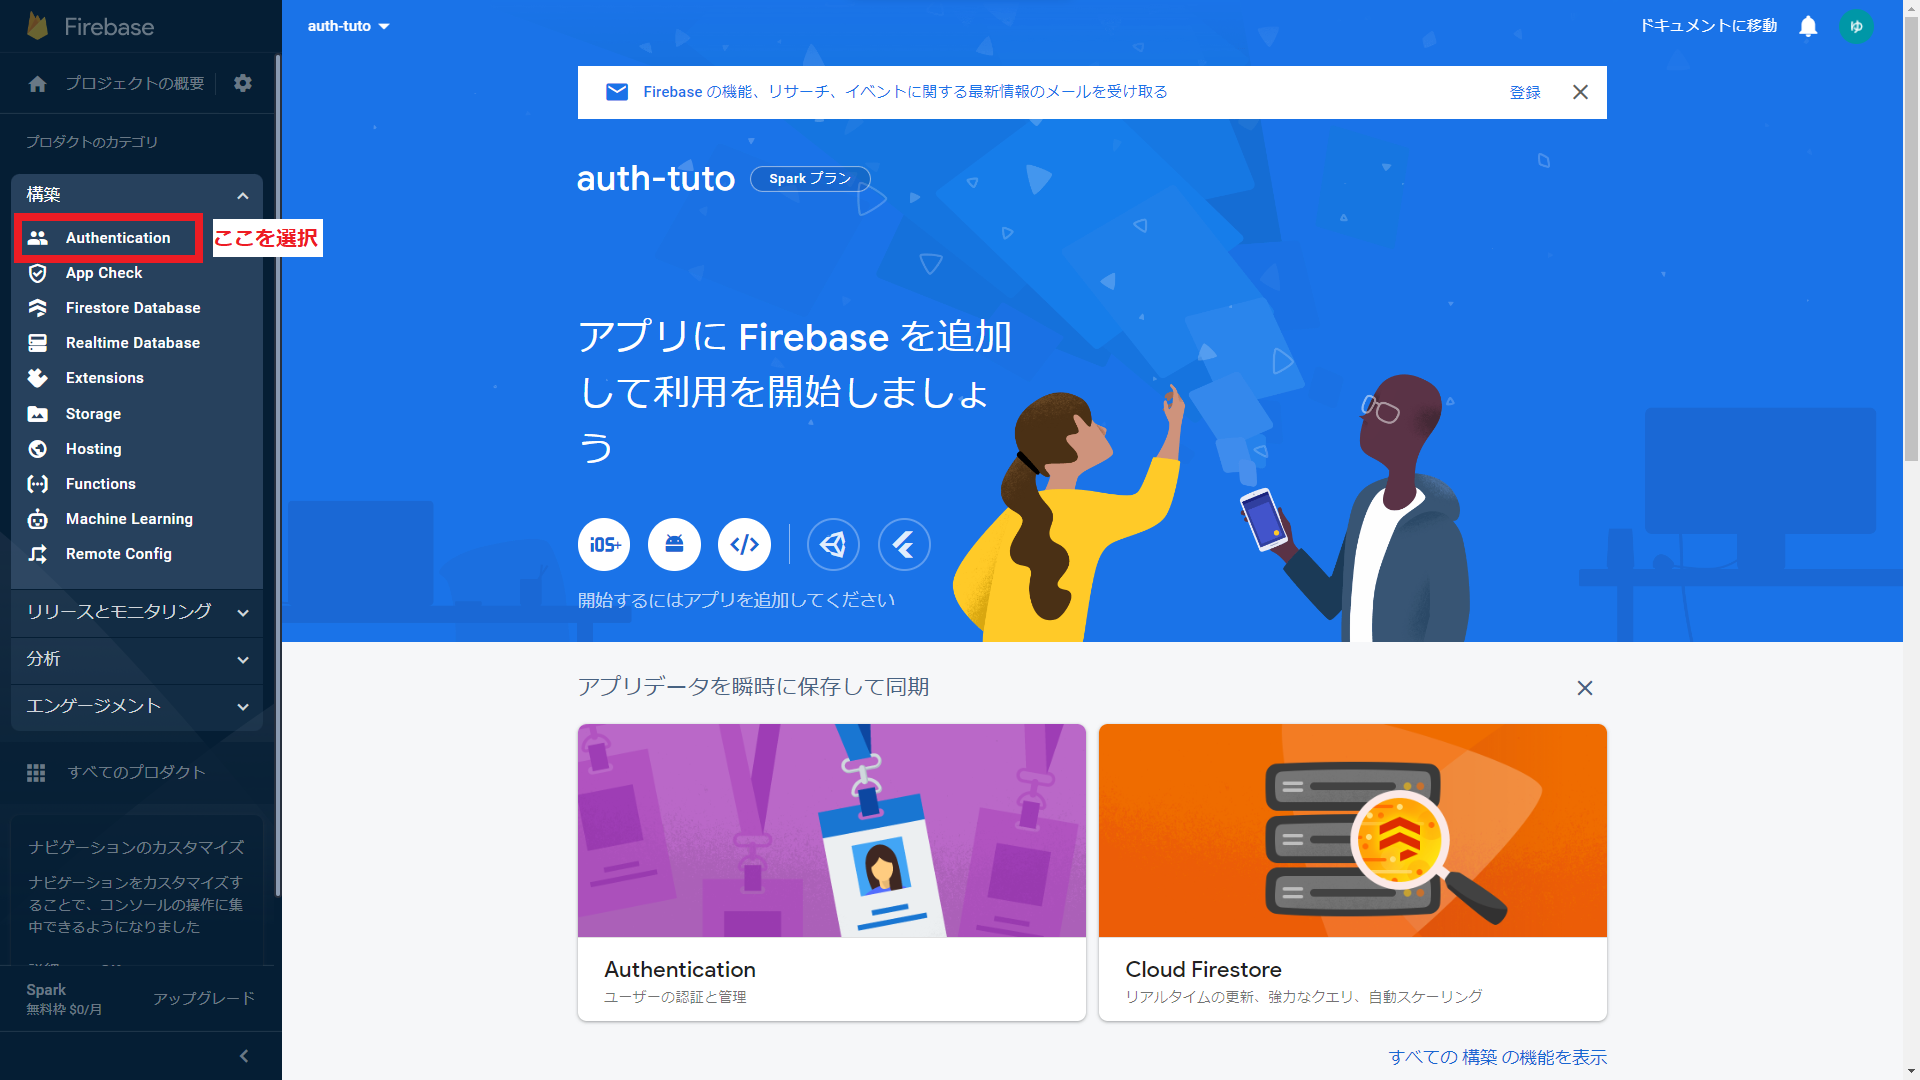 Firebase
プロジェクトの概要
プロダクトのカテゴリ
構築
Authentication
ここを選択
App Check
Firestore Database
Realtime Database
Extensions
Storage
Hosting
Functions
Machine Learning
Remote Config
リリースとモニタリング
分析
エンゲージメント
すべてのプロダクト
ナビゲーションのカスタマイズ
ナビゲーションをカスタマイズす
ることで、コンソールの操作に集
中できるようになりました
Spark
無料枠 $0/月
アップグレード
auth-tuto
ドキュメントに移動
ゆ
Firebase の機能、リサーチ、イベントに関する最新情報のメールを受け取る
登録
auth-tuto
Spark プラン
アプリに Firebase を追加
して利用を開始しましょ
う
iOS+
開始するにはアプリを追加してください
アプリデータを瞬時に保存して同期
Authentication
ユーザーの認証と管理
Cloud Firestore
リアルタイムの更新、強力なクエリ、自動スケーリング
すべての 構築 の機能を表示